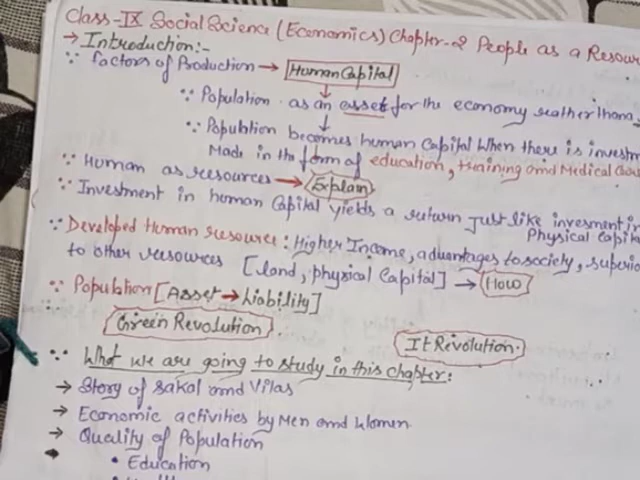 Class-IX Social Science (Economics) Chapter-2 People as a Resour
→ Introduction:-
∵ Factors of Production → Human Capital
∵ Population as an asset for the economy reather than a
∵ Population becomes human Capital when there is investm
Made in the form of education, training and Medical Ca
∵ Human as resources → Explain
∵ Investment in human Capital yields a return just like invesment in
Physical Capit
∵ Developed Human resource: Higher Income, advantages to society, superio
to other resources [land, physical Capital] → How
∵ Population [Asset → Liability]
Green Revolution
It Revolution.
∵ What we are going to study in this chapter:
→ Story of Sakal and Vilas
→ Economic activities by Men and Women
→ Quality of Population
• Education